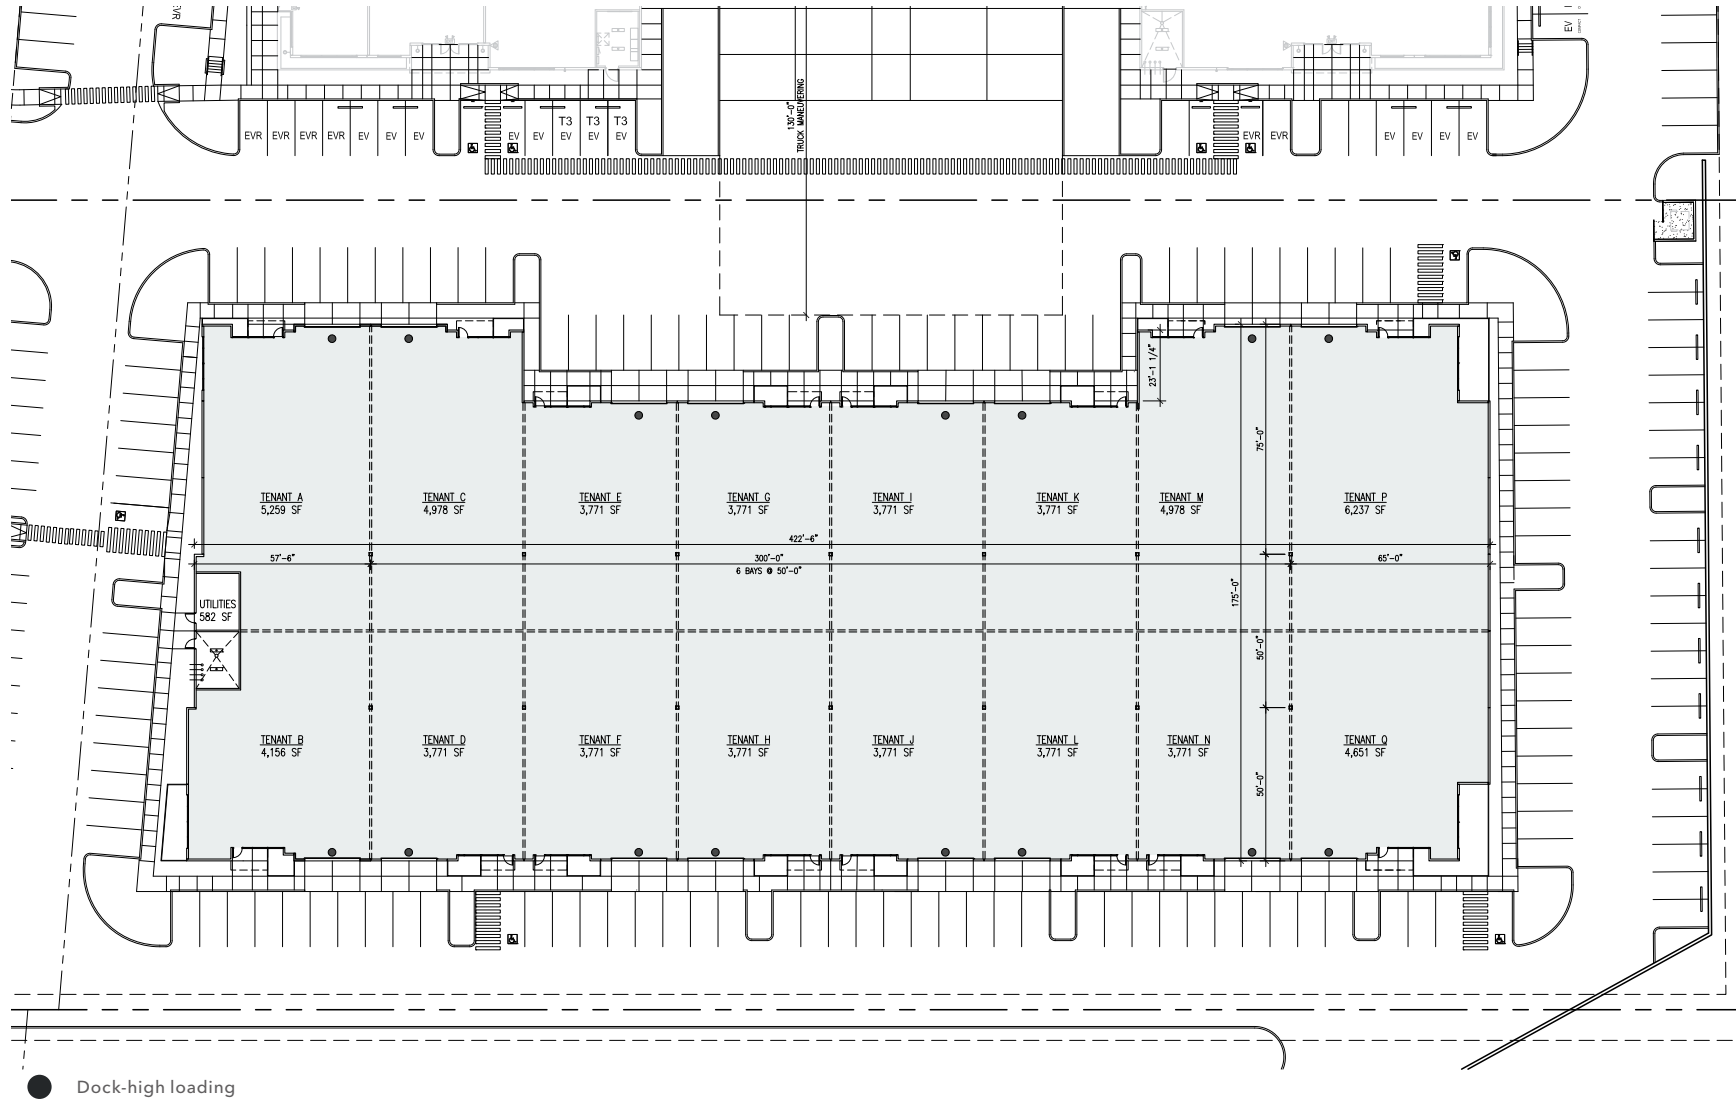 EVR
EV
130'-0"
TRUCK MANEUVERING
T3 T3 T3
EVR EVR EVR EVR EV EV EV EV EV EV EV EV EVR EVR EV EV EV EV
23'-1 1/4"
75'-0"
TENANT A
5,259 SF
TENANT C
4,978 SF
TENANT E
3,771 SF
TENANT G
3,771 SF
TENANT I
3,771 SF
TENANT K
3,771 SF
TENANT M
4,978 SF
TENANT P
6,237 SF
422'-6"
57'-6"
300'-0"
65'-0"
6 BAYS @ 50'-0"
175'-0"
UTILITIES
582 SF
50'-0"
TENANT B
4,156 SF
TENANT D
3,771 SF
TENANT F
3,771 SF
TENANT H
3,771 SF
TENANT J
3,771 SF
TENANT L
3,771 SF
TENANT N
3,771 SF
TENANT Q
4,651 SF
50'-0"
Dock-high loading